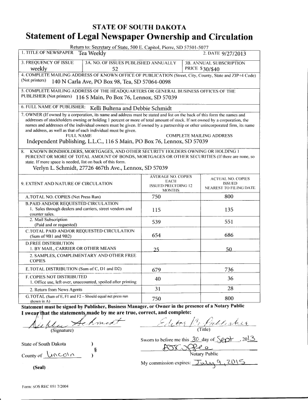 STATE OF SOUTH DAKOTA
Statement of Legal Newspaper Ownership and Circulation
Return to: Secretary of State, 500 E. Capitol, Pierre, SD 57501-5077
1. TITLE OF NEWSPAPER Tea Weekly 2. DATE 9/27/2013
3. FREQUENCY OF ISSUE weekly 3A. NO. OF ISSUES PUBLISHED ANNUALLY 52 3B. ANNUAL SUBSCRIPTION PRICE $30/$40
4. COMPLETE MAILING ADDRESS OF KNOWN OFFICE OF PUBLICATION (Street, City, County, State and ZIP+4 Code)
(Not printers) 140 N Carla Ave, PO Box 98, Tea, SD 57064-0098
5. COMPLETE MAILING ADDRESS OF THE HEADQUARTERS OR GENERAL BUSINESS OFFICES OF THE
PUBLISHER (Not printers) 116 S Main, Po Box 76, Lennox, SD 57039
6. FULL NAME OF PUBLISHER: Kelli Bultena and Debbie Schmidt
7. OWNER (If owned by a corporation, its name and address must be stated and also on the back of this form the names and
addresses of shareholders owning or holding 1 percent or more of total amount of stock. If not owned by a corporation, the
names and addresses of the individual owners must be given. If owned by a partnership or other unincorporated firm, its name
and address, as well as that of each individual must be given.
FULL NAME COMPLETE MAILING ADDRESS
Independent Publishing, L.L.C., 116 S Main, PO Box 76, Lennox, SD 57039
8. KNOWN BONDHOLDERS, MORTGAGES, AND OTHER SECURITY HOLDERS OWNING OR HOLDING 1
PERCENT OR MORE OF TOTAL AMOUNT OF BONDS, MORTGAGES OR OTHER SECURITIES (If there are none, so
state. If more space is needed, list on back of this form.
Verlyn L. Schmidt, 27726 467th Ave., Lennox, SD 57039
9. EXTENT AND NATURE OF CIRCULATION
AVERAGE NO. COPIES EACH ISSUED PRECEDING 12 MONTHS
ACTUAL NO. COPIES ISSUED NEAREST TO FILING DATE
A. TOTAL NO. COPIES (Net Press Run) 750 800
B. PAID AND/OR REQUESTED CIRCULATION
1. Sales through dealers and carriers, street vendors and counter sales. 115 135
2. Mail Subscription (Paid and or requested) 539 551
C. TOTAL PAID AND/OR REQUESTED CIRCULATION (Sum of 9B1 and 9B2) 654 686
D. FREE DISTRIBUTION
1. BY MAIL, CARRIER OR OTHER MEANS 25 50
2. SAMPLES, COMPLIMENTARY AND OTHER FREE COPIES
E. TOTAL DISTRIBUTION (Sum of C, D1 and D2) 679 736
F. COPIES NOT DISTRIBUTED
1. Office use, left over, unaccounted, spoiled after printing 40 36
2. Return from News Agents 31 28
G. TOTAL (Sum of E, F1 and F2 - Should equal net press run shown in A) 750 800
Statement must be signed by Publisher, Business Manager, or Owner in the presence of a Notary Public
I swear that the statements made by me are true, correct, and complete:
(Signature) (Title)
State of South Dakota )
County of Lincoln )
(Seal)
Sworn to before me this 30 day of Sept 2013
Notary Public
My commission expires: July 9, 2015